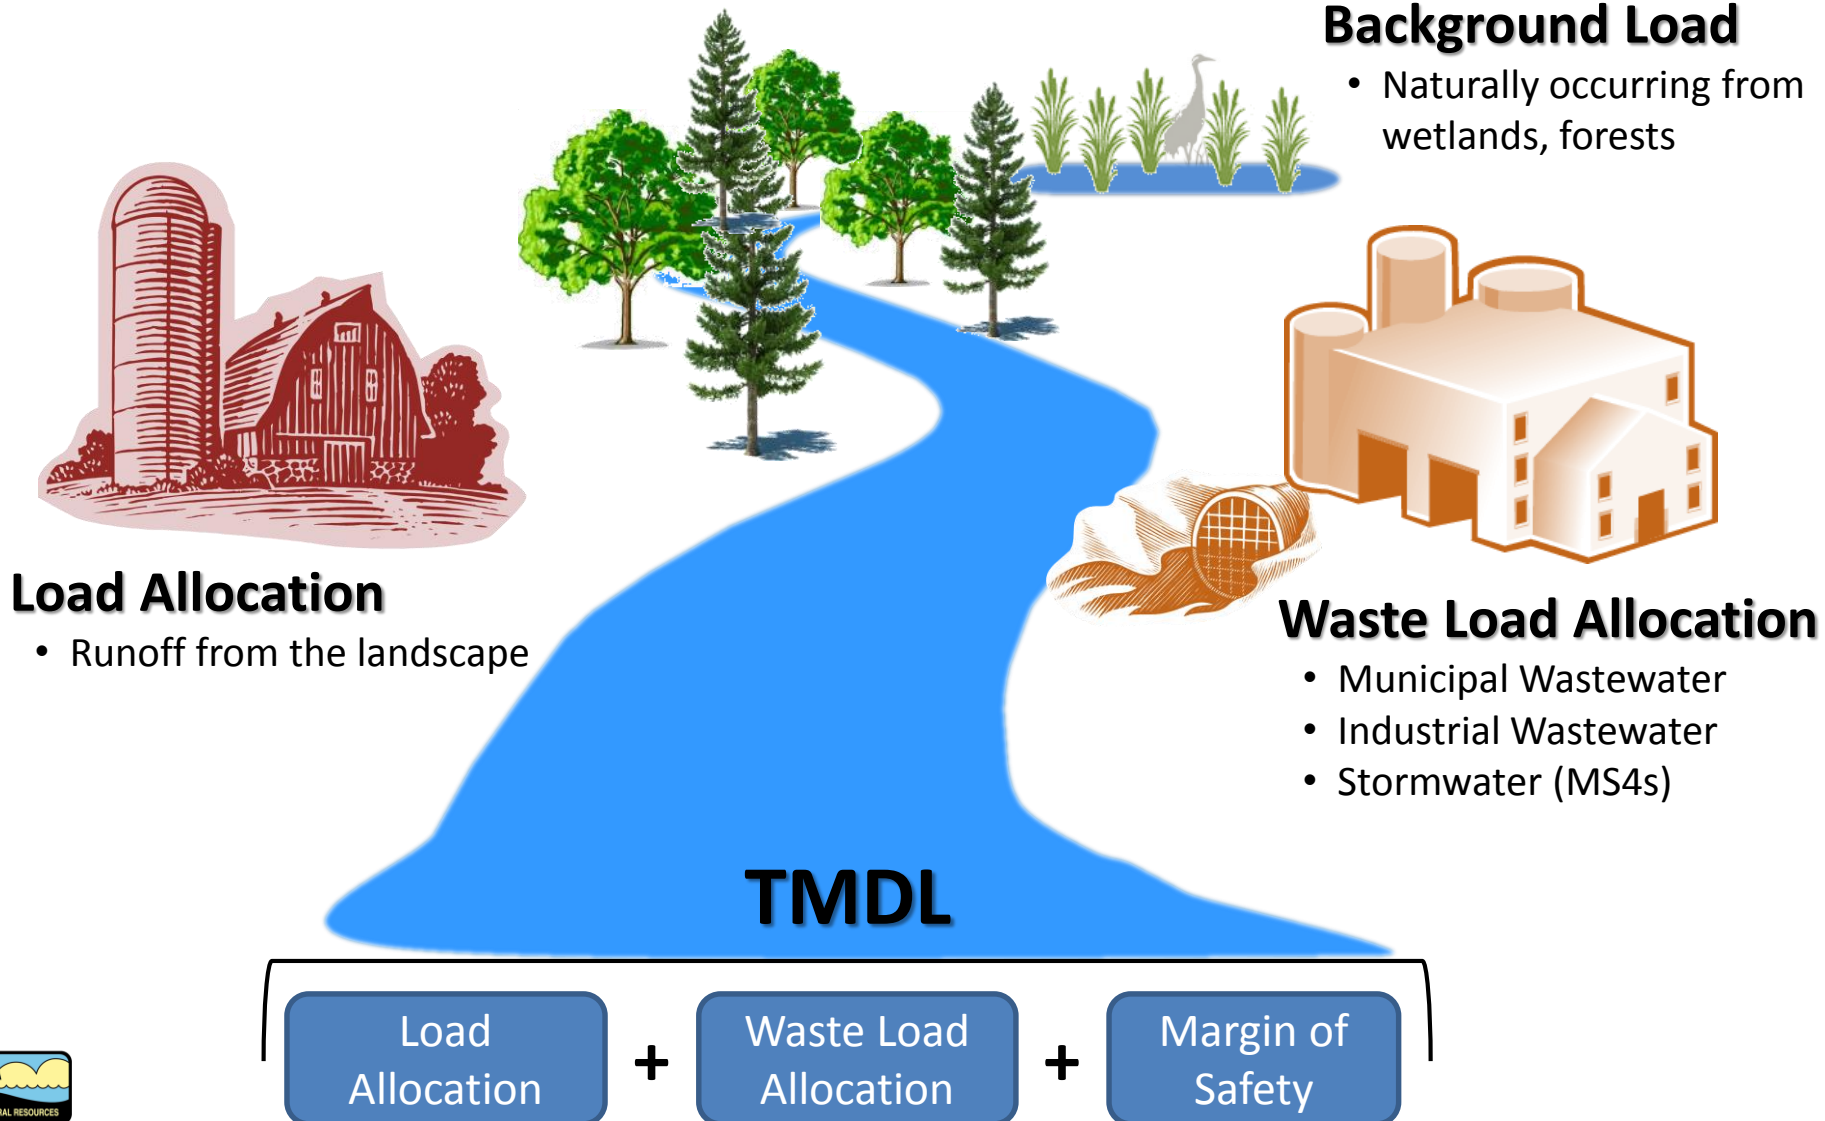 Background Load
• Naturally occurring from
wetlands, forests
Load Allocation
• Runoff from the landscape
Waste Load Allocation
• Municipal Wastewater
• Industrial Wastewater
• Stormwater (MS4s)
TMDL
Load
Allocation
+
Waste Load
Allocation
+
Margin of
Safety
RESOURCES